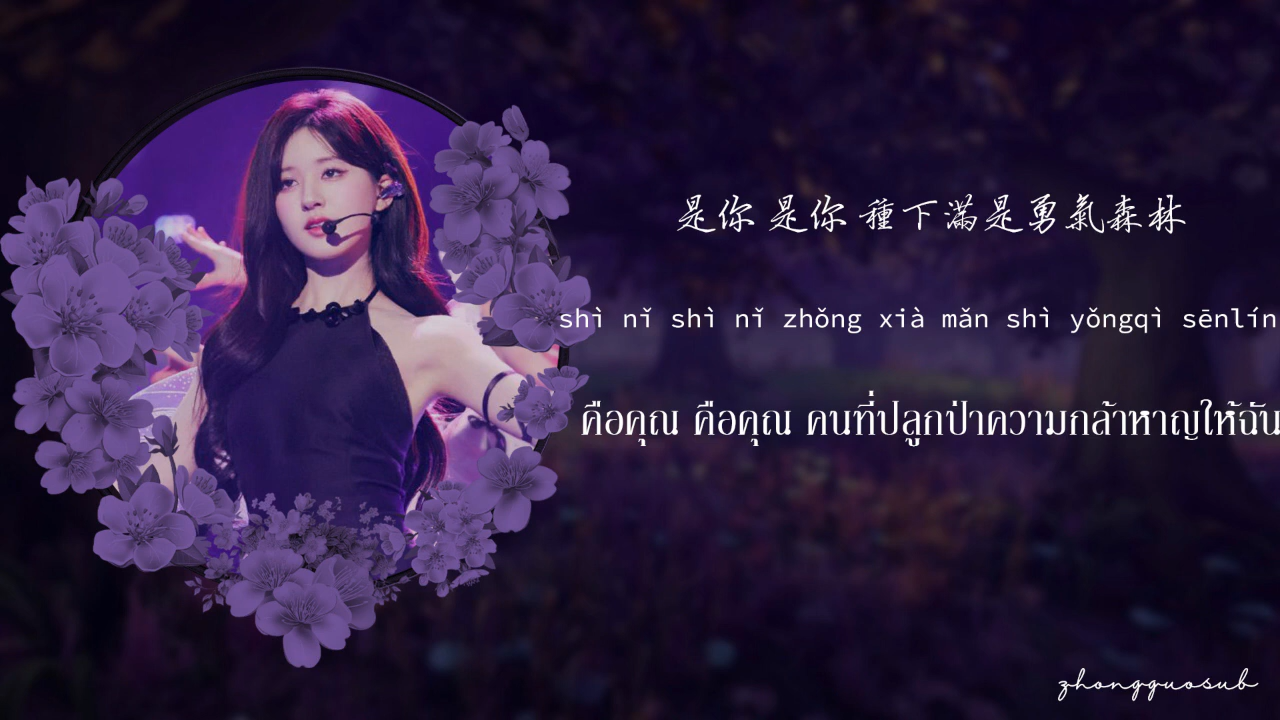 是你 是你 種下滿是勇氣森林
shì nǐ shì nǐ zhǒng xià mǎn shì yǒngqì sēnlín
คือคุณ คือคุณ คนที่ปลูกป่าความกล้าหาญให้ฉัน
zhongguosub